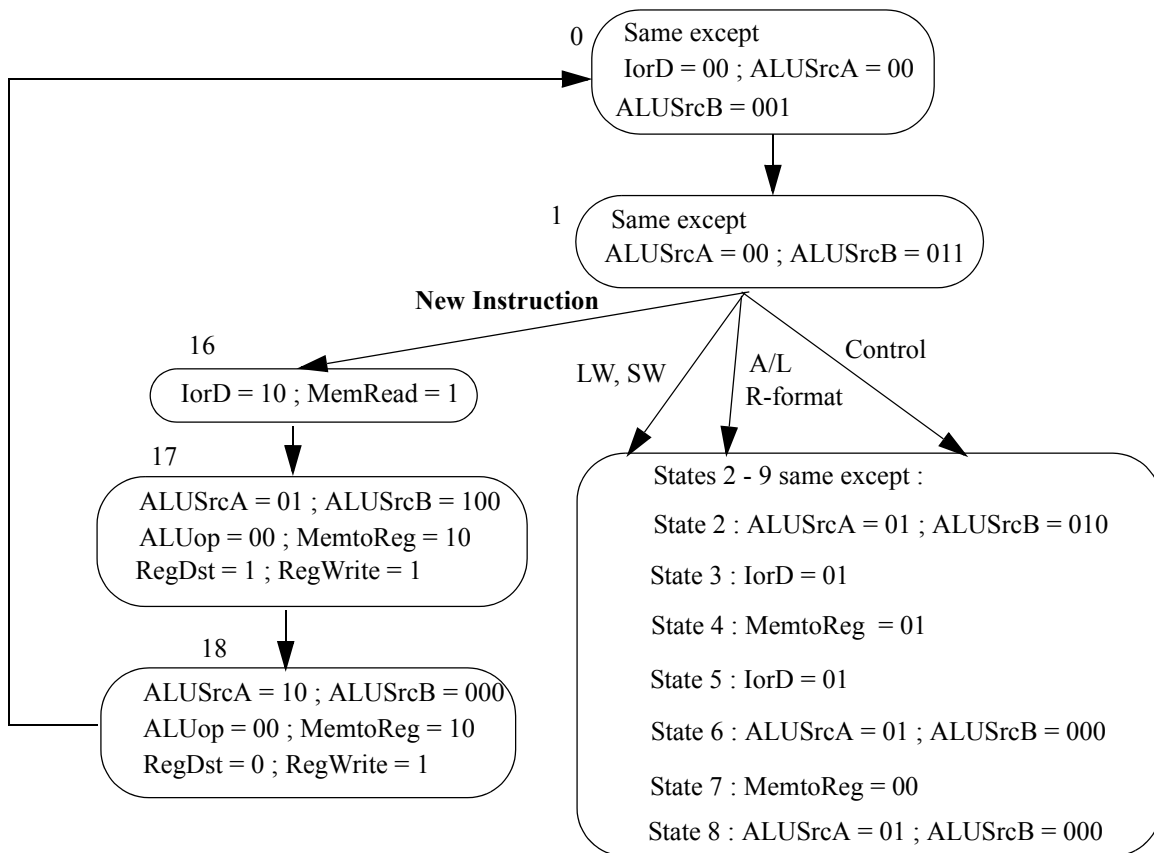 0
Same except
IorD = 00 ; ALUSrcA = 00
ALUSrcB = 001
1
Same except
ALUSrcA = 00 ; ALUSrcB = 011
New Instruction
LW, SW
A/L
R-format
Control
16
IorD = 10 ; MemRead = 1
17
ALUSrcA = 01 ; ALUSrcB = 100
ALUop = 00 ; MemtoReg = 10
RegDst = 1 ; RegWrite = 1
18
ALUSrcA = 10 ; ALUSrcB = 000
ALUop = 00 ; MemtoReg = 10
RegDst = 0 ; RegWrite = 1
States 2 - 9 same except :
State 2 : ALUSrcA = 01 ; ALUSrcB = 010
State 3 : IorD = 01
State 4 : MemtoReg = 01
State 5 : IorD = 01
State 6 : ALUSrcA = 01 ; ALUSrcB = 000
State 7 : MemtoReg = 00
State 8 : ALUSrcA = 01 ; ALUSrcB = 000